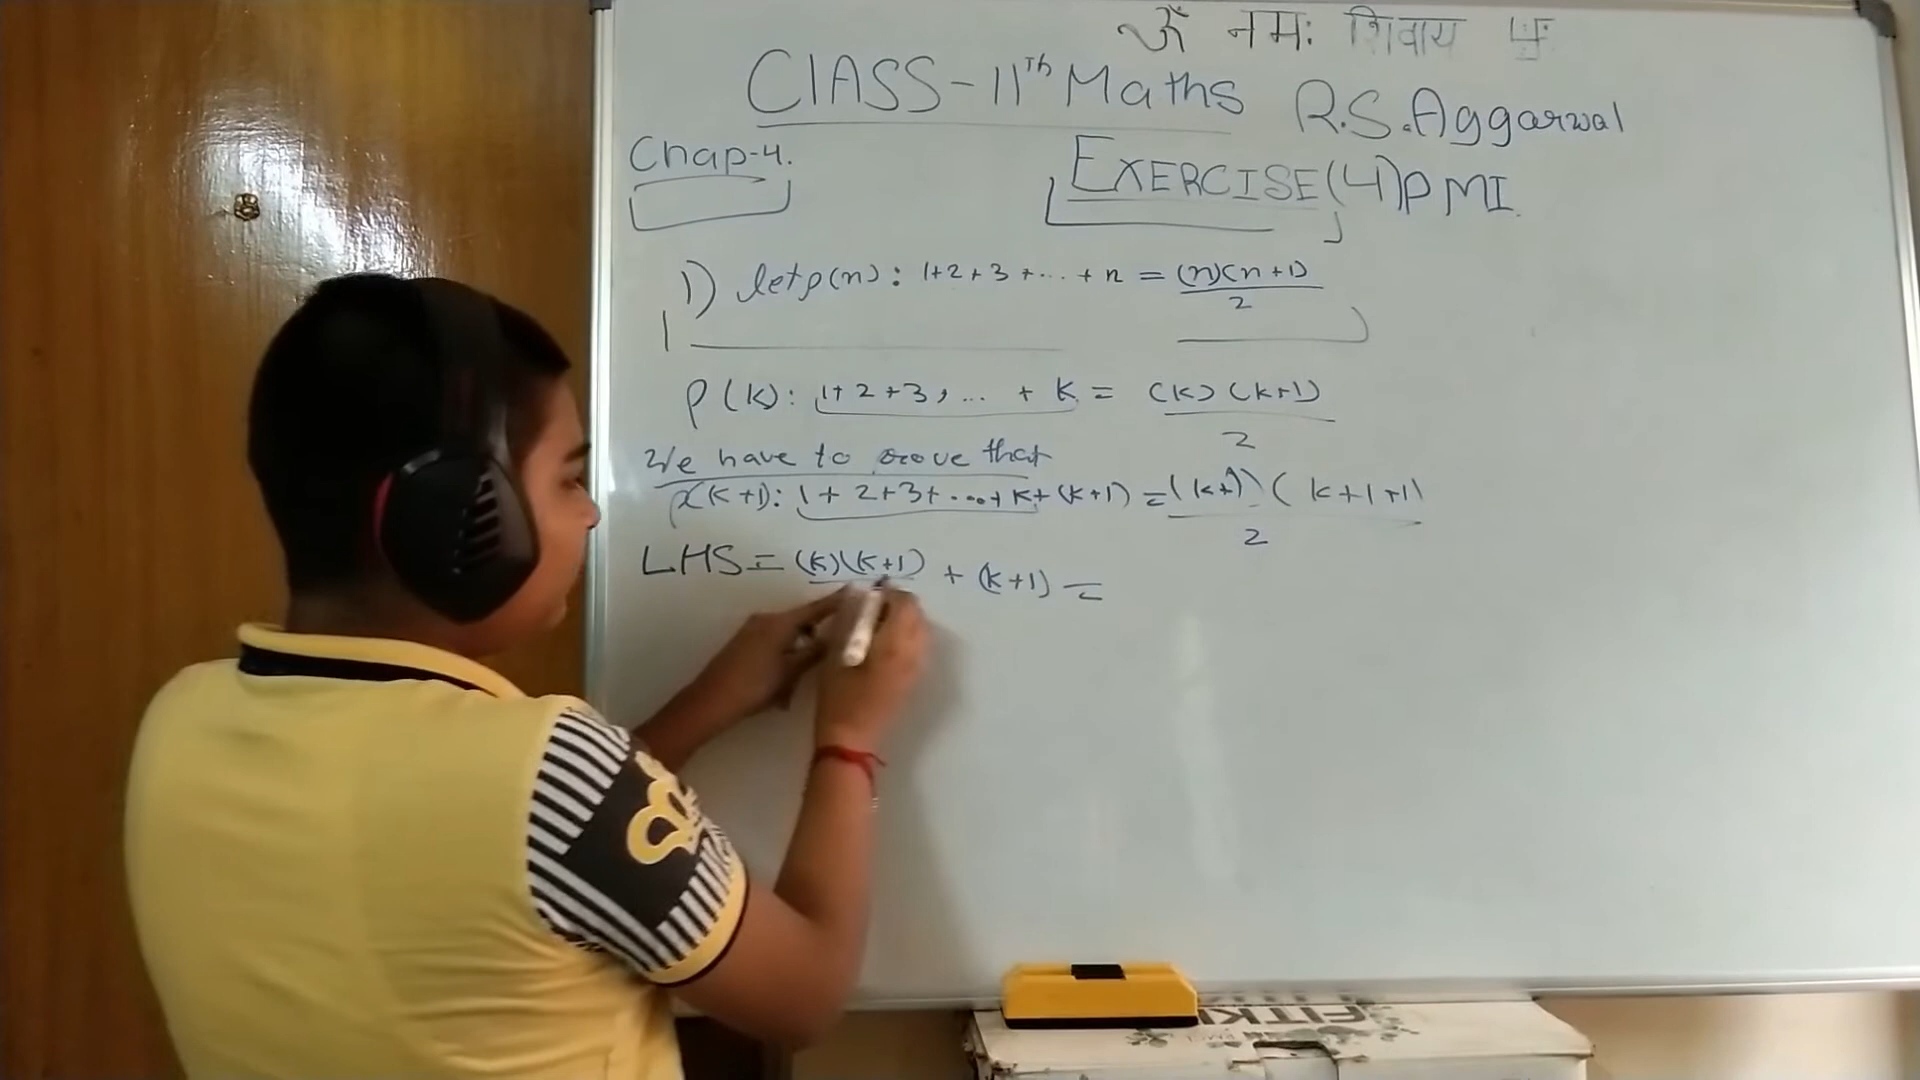 ॐ नमः शिवाय 卐
CLASS-11th Maths R.S.Aggarwal
Chap-4.
EXERCISE(4)PMI.
1) let p(n): 1+2+3+...+n = (n)(n+1)/2
P(k): 1+2+3,...+k = (k)(k+1)/2
We have to prove that
p(k+1): 1+2+3+...+k+(k+1) = (k+1)(k+1+1)/2
LHS = (k)(k+1) + (k+1) =
FITK